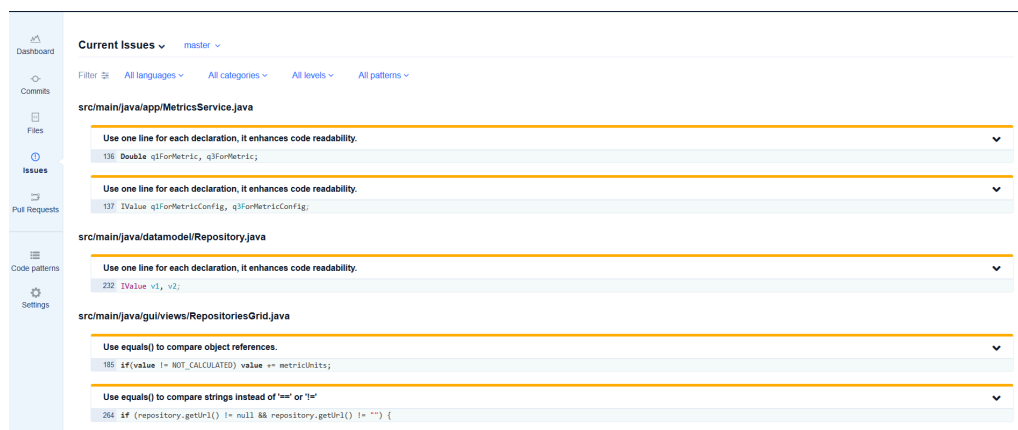 Dashboard
Commits
Files
Issues
Pull Requests
Code patterns
Settings
Current Issues master
Filter All languages All categories All levels All patterns
src/main/java/app/MetricsService.java
Use one line for each declaration, it enhances code readability.
136 Double q1ForMetric, q3ForMetric;
Use one line for each declaration, it enhances code readability.
137 IValue q1ForMetricConfig, q3ForMetricConfig;
src/main/java/datamodel/Repository.java
Use one line for each declaration, it enhances code readability.
232 IValue v1, v2;
src/main/java/gui/views/RepositoriesGrid.java
Use equals() to compare object references.
185 if(value != NOT_CALCULATED) value += metricUnits;
Use equals() to compare strings instead of '==' or '!='
264 if (repository.getUrl() != null && repository.getUrl() != "") {